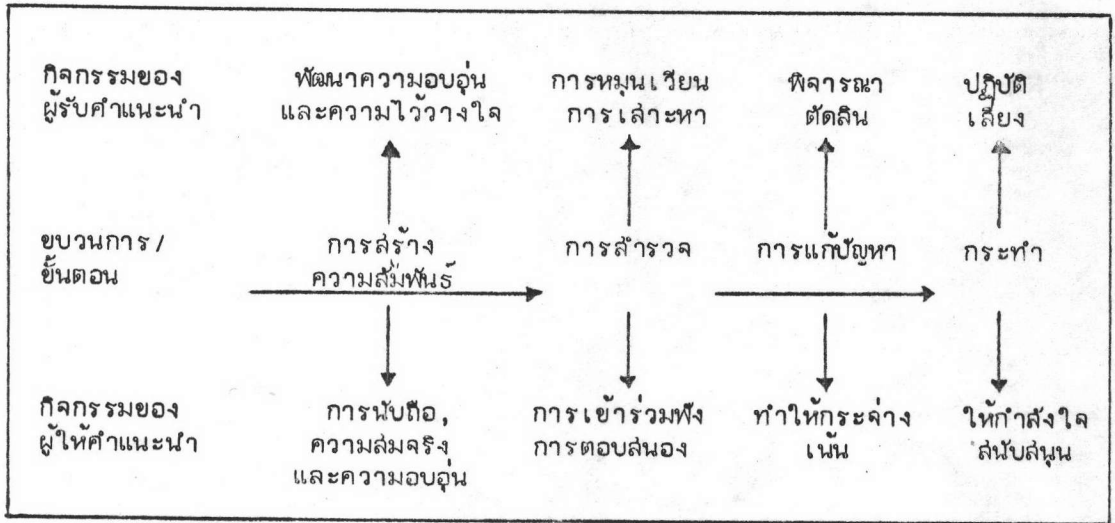 กิจกรรมของ
ผู้รับคำแนะนำ
พัฒนาความอบอุ่น
และความไว้วางใจ
การหมุนเวียน
การเสาะหา
พิจารณา
ตัดสิน
ปฏิบัติ
เสี่ยง
ขบวนการ/
ขั้นตอน
การสร้าง
ความสัมพันธ์
การสำรวจ
การแก้ปัญหา
กระทำ
กิจกรรมของ
ผู้ให้คำแนะนำ
การนับถือ,
ความสมจริง
และความอบอุ่น
การเข้าร่วมฟัง
การตอบสนอง
ทำให้กระจ่าง
เน้น
ให้กำลังใจ
สนับสนุน